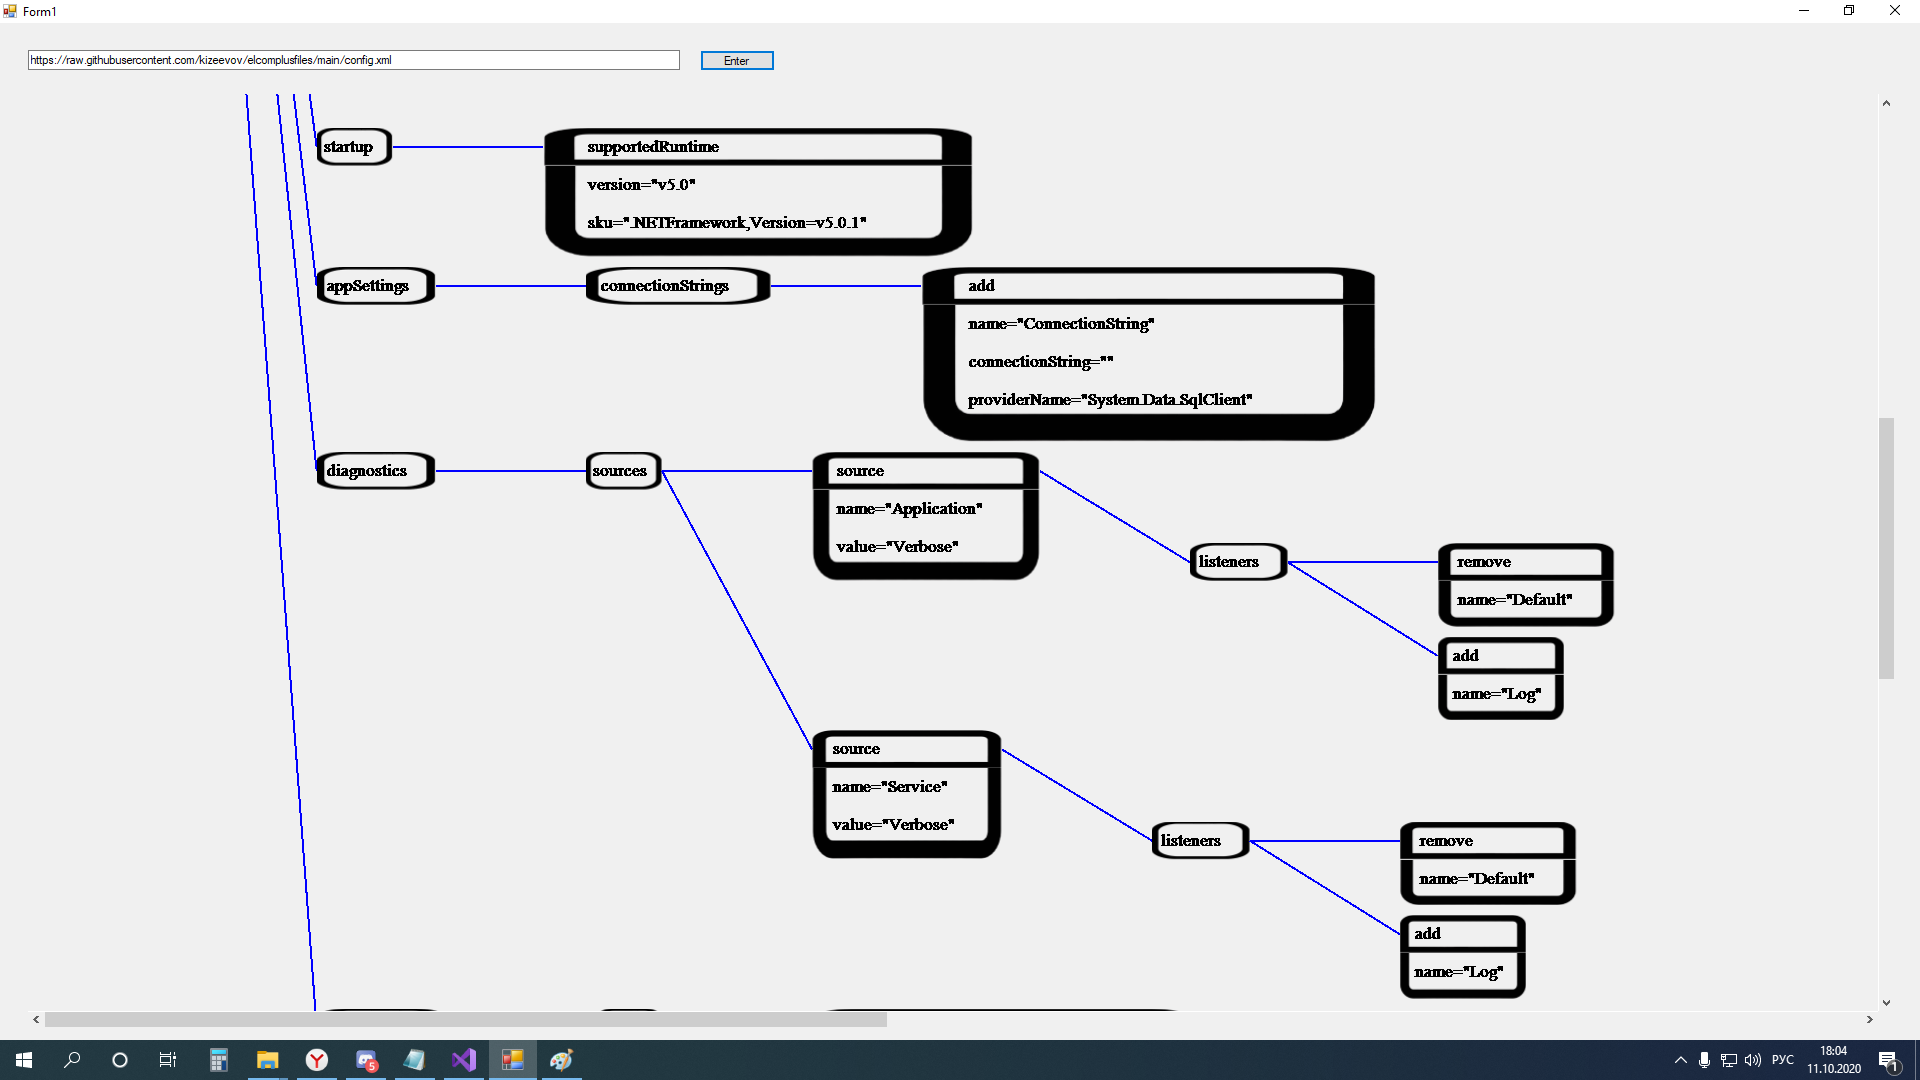 Form1
https://raw.githubusercontent.com/kizeevov/elcomplusfiles/main/config.xml
Enter
startup
supportedRuntime
version="v5.0"
sku=".NETFramework,Version=v5.0.1"
appSettings
connectionStrings
add
name="ConnectionString"
connectionString=""
providerName="System.Data.SqlClient"
diagnostics
sources
source
name="Application"
value="Verbose"
listeners
remove
name="Default"
add
name="Log"
source
name="Service"
value="Verbose"
listeners
remove
name="Default"
add
name="Log"
5
РУС
18:04
11.10.2020
1